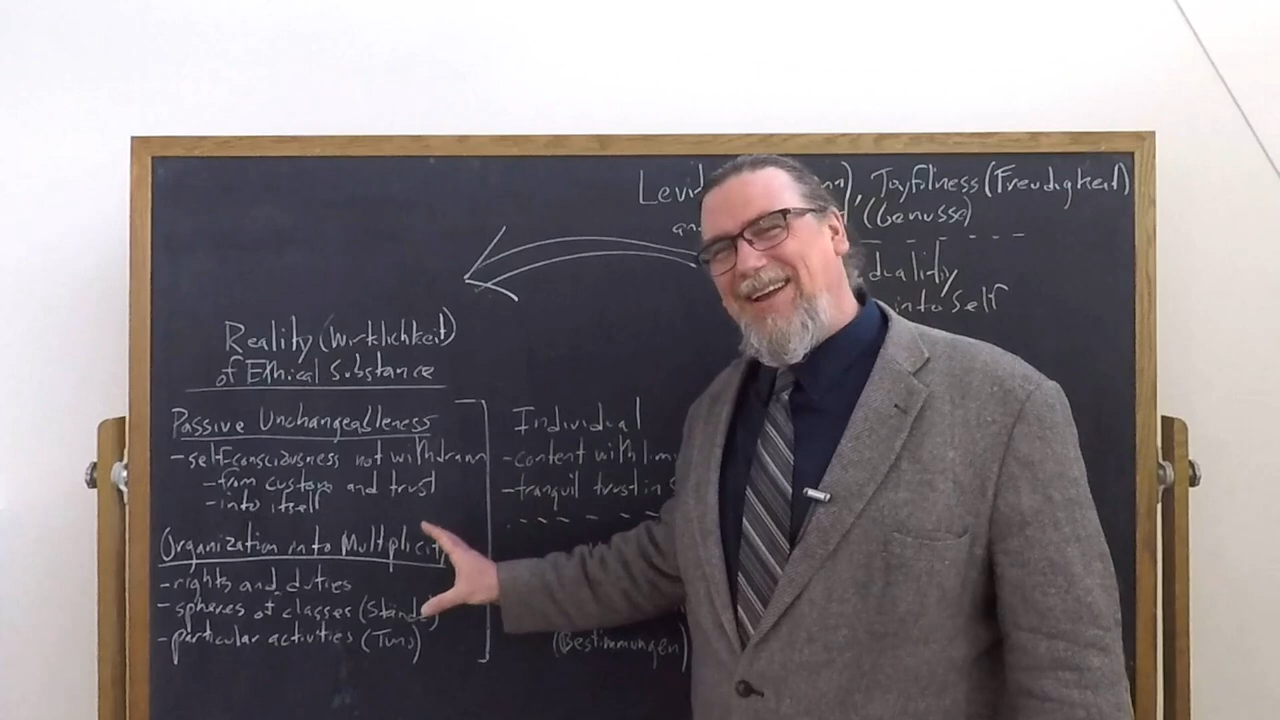 Joyfulness (Freudigkeit)
(Genusse)
into Self
Reality (Wirklichkeit)
of Ethical Substance
Passive Unchangeableness
-self-consciousness not withdrawn
-from custom and trust
-into itself
Organization into Multiplicity
-rights and duties
-spheres of classes (Stände)
-particular activities (Tuns)
Individual
-content with
-tranquil trust in
(Bestimmungen)